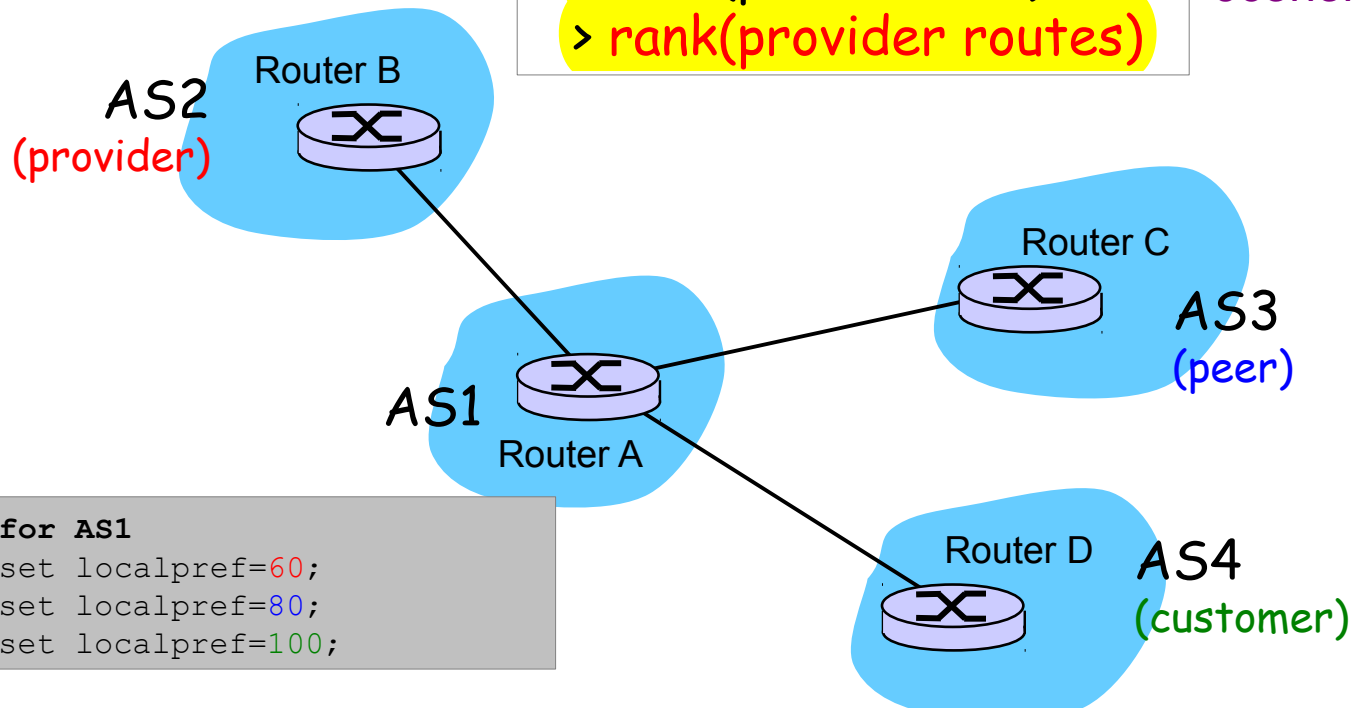 > rank(provider routes)
Router B
AS2
(provider)
Router C
AS3
(peer)
AS1
Router A
for AS1
set localpref=60;
set localpref=80;
set localpref=100;
Router D
AS4
(customer)